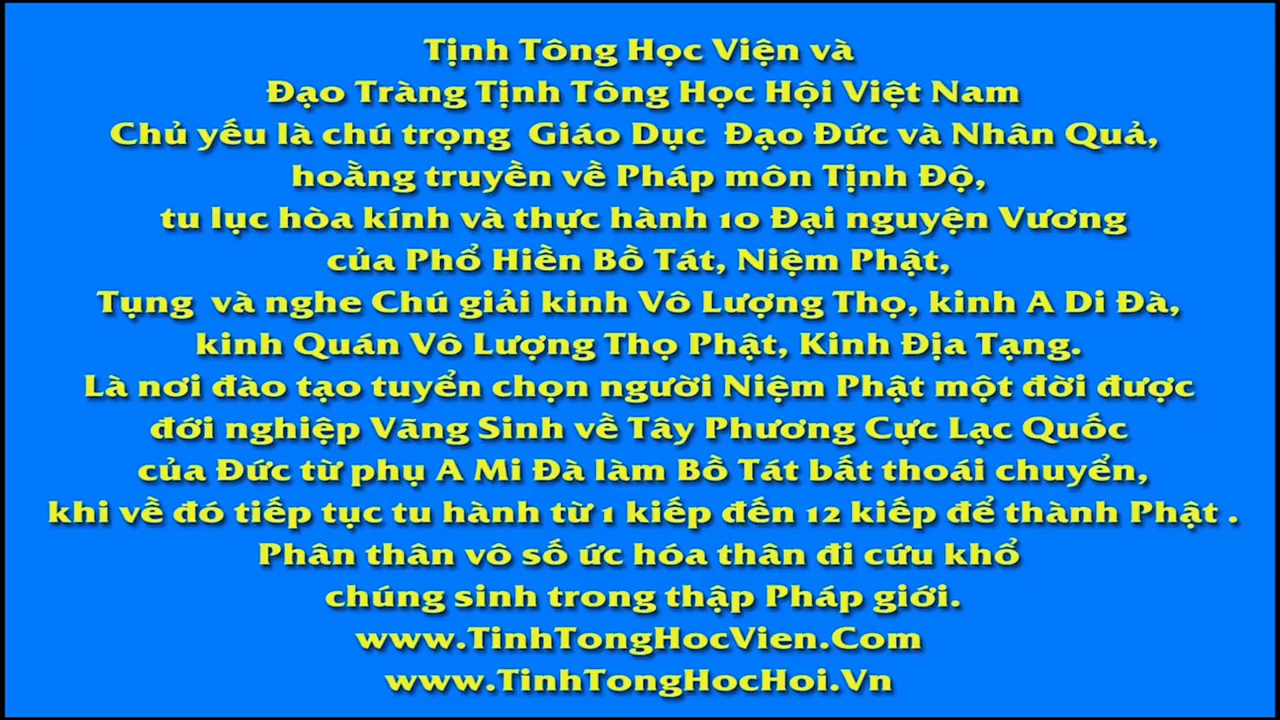 Tịnh Tông Học Viện và
Đạo Tràng Tịnh Tông Học Hội Việt Nam
Chủ yếu là chú trọng Giáo Dục Đạo Đức và Nhân Quả,
hoằng truyền về Pháp môn Tịnh Độ,
tu lục hòa kính và thực hành 10 Đại nguyện Vương
của Phổ Hiền Bồ Tát, Niệm Phật,
Tụng và nghe Chú giải kinh Vô Lượng Thọ, kinh A Di Đà,
kinh Quán Vô Lượng Thọ Phật, Kinh Địa Tạng.
Là nơi đào tạo tuyển chọn người Niệm Phật một đời được
đới nghiệp Vãng Sinh về Tây Phương Cực Lạc Quốc
của Đức từ phụ A Mi Đà làm Bồ Tát bất thoái chuyển,
khi về đó tiếp tục tu hành từ 1 kiếp đến 12 kiếp để thành Phật .
Phân thân vô số ức hóa thân đi cứu khổ
chúng sinh trong thập Pháp giới.
www.TinhTongHocVien.Com
www.TinhTongHocHoi.Vn